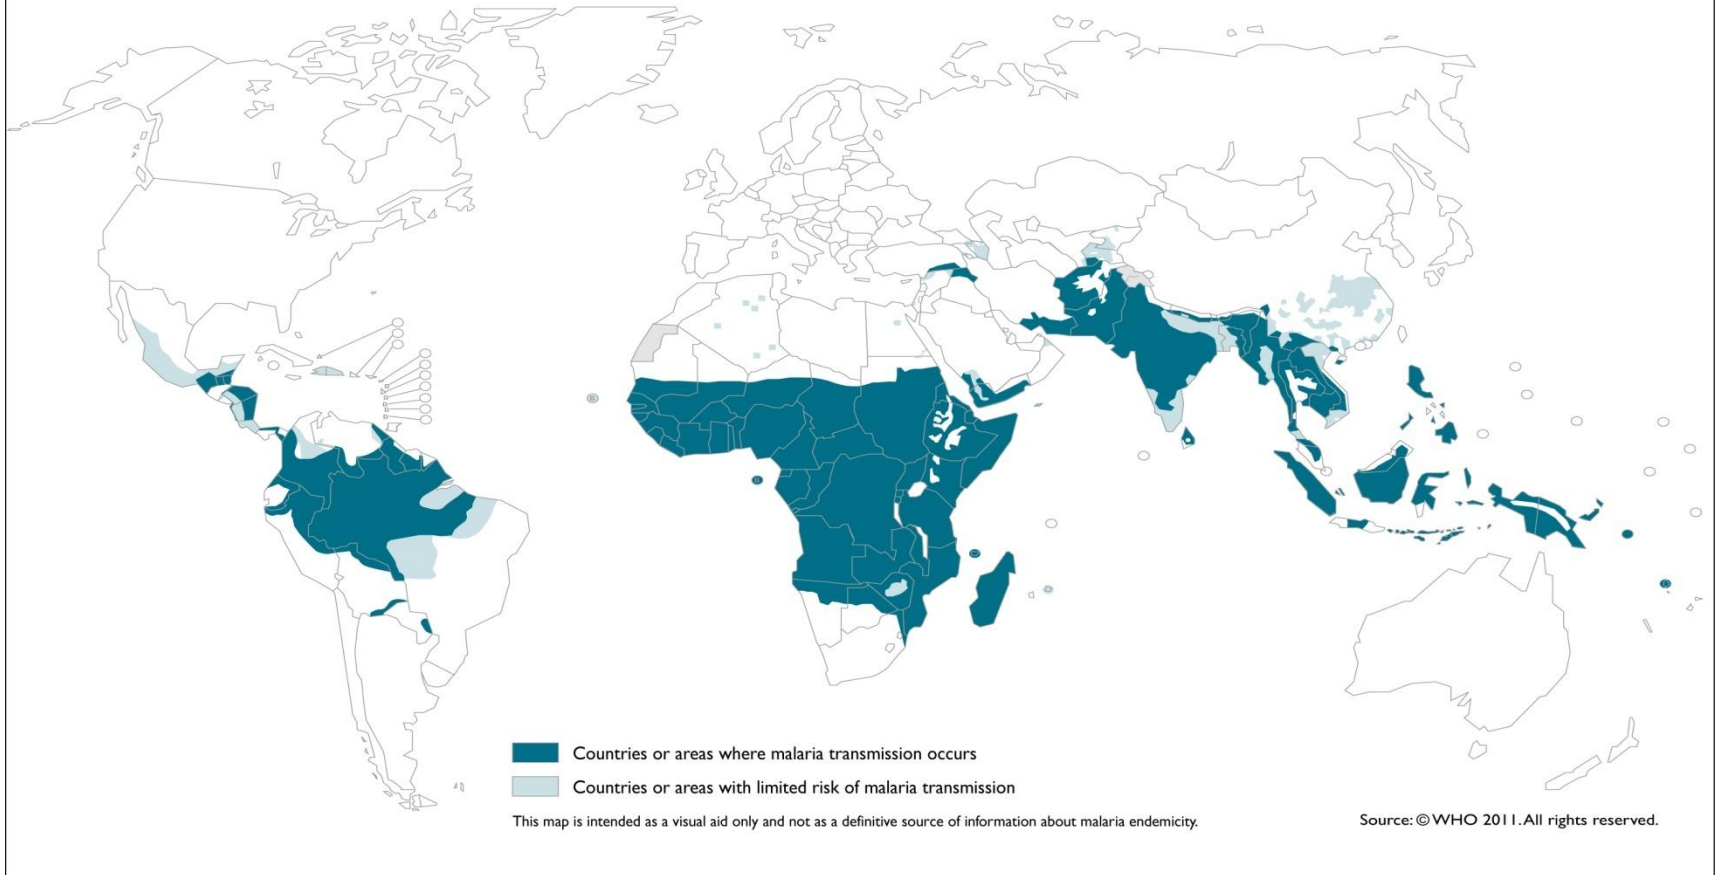 Countries or areas where malaria transmission occurs
Countries or areas with limited risk of malaria transmission
This map is intended as a visual aid only and not as a definitive source of information about malaria endemicity.
Source: © WHO 2011. All rights reserved.